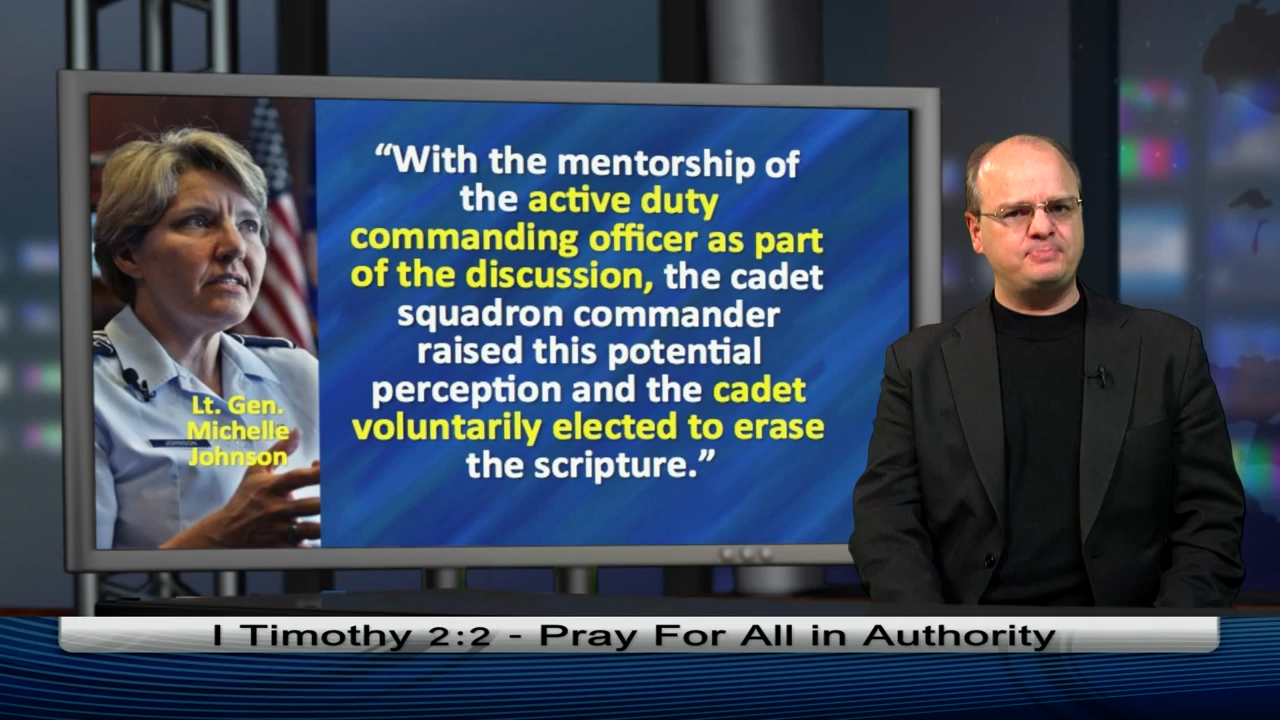 “With the mentorship of
the active duty
commanding officer as part
of the discussion, the cadet
squadron commander
raised this potential
perception and the cadet
voluntarily elected to erase
the scripture.”
Lt. Gen.
Michelle
Johnson
I Timothy 2:2 - Pray For All in Authority